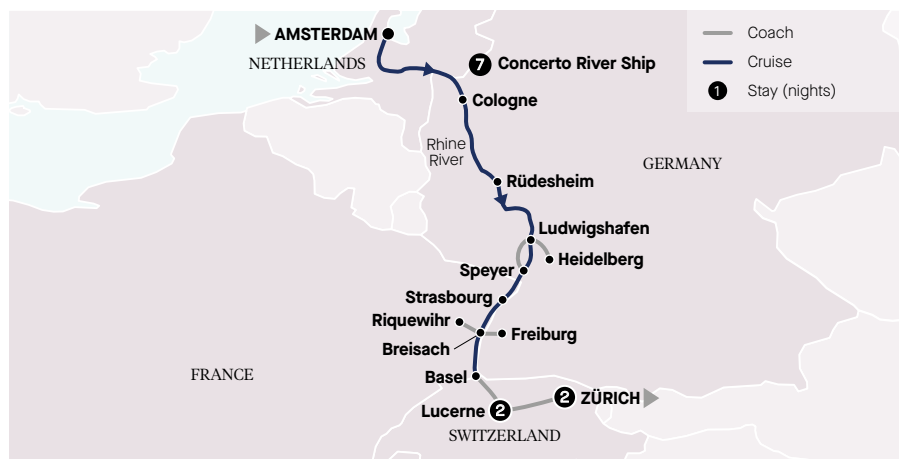 AMSTERDAM
NETHERLANDS
7 Concerto River Ship
Coach
Cruise
1 Stay (nights)
Cologne
Rhine
River
GERMANY
Rüdesheim
Ludwigshafen
Heidelberg
Speyer
Strasbourg
Riquewihr
Freiburg
Breisach
FRANCE
Basel
2 ZÜRICH
Lucerne 2
SWITZERLAND